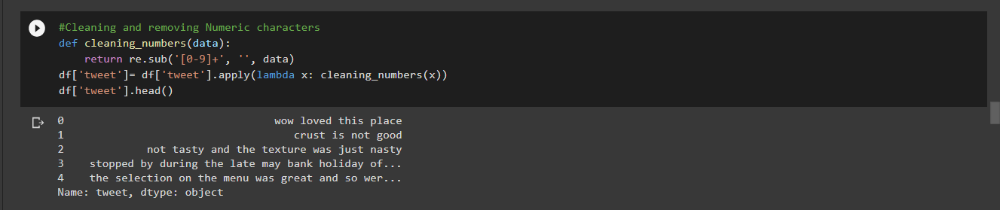 #Cleaning and removing Numeric characters
def cleaning_numbers(data):
    return re.sub('[0-9]+', '', data)
df['tweet']= df['tweet'].apply(lambda x: cleaning_numbers(x))
df['tweet'].head()
0                                 wow loved this place
1                                    crust is not good
2             not tasty and the texture was just nasty
3    stopped by during the late may bank holiday of...
4    the selection on the menu was great and so wer...
Name: tweet, dtype: object